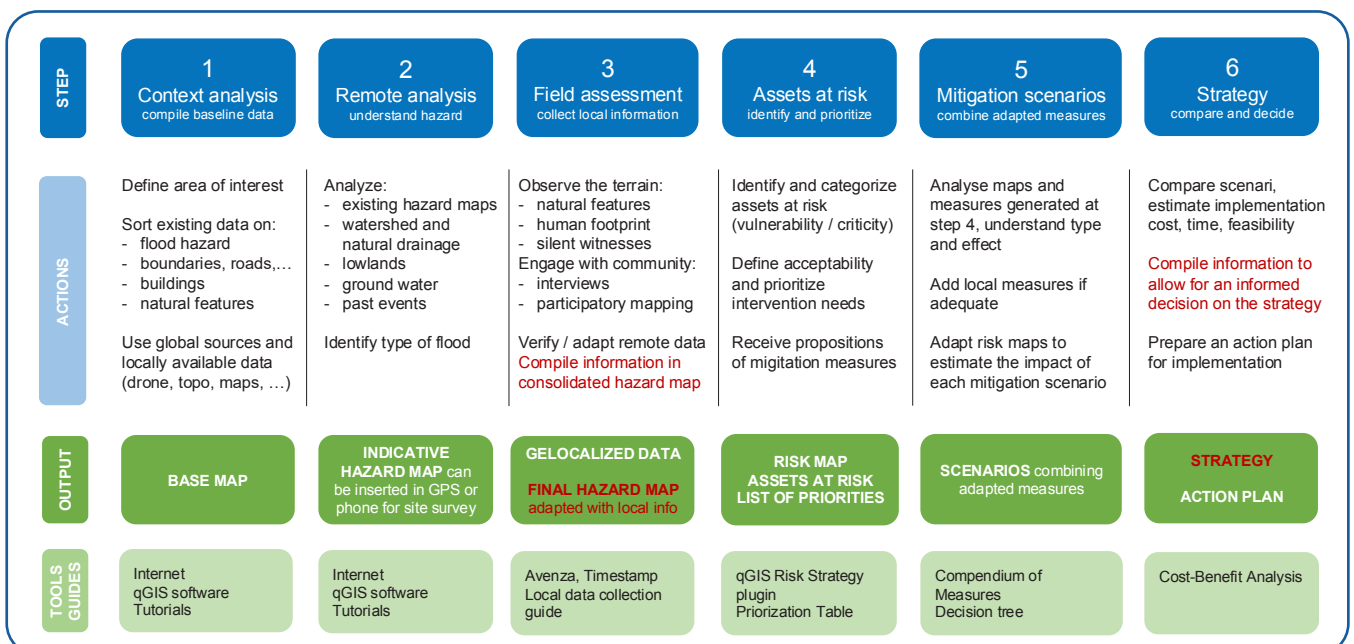 STEP
1
Context analysis
compile baseline data
2
Remote analysis
understand hazard
3
Field assessment
collect local information
4
Assets at risk
identify and prioritize
5
Mitigation scenarios
combine adapted measures
6
Strategy
compare and decide
ACTIONS
Define area of interest
Sort existing data on:
- flood hazard
- boundaries, roads,...
- buildings
- natural features
Use global sources and
locally available data
(drone, topo, maps, ...)
Analyze:
- existing hazard maps
- watershed and
natural drainage
- lowlands
- ground water
- past events
Identify type of flood
Observe the terrain:
- natural features
- human footprint
- silent witnesses
Engage with community:
- interviews
- participatory mapping
Verify / adapt remote data
Compile information in
consolidated hazard map
Identify and categorize
assets at risk
(vulnerability / criticity)
Define acceptability
and prioritize
intervention needs
Receive propositions
of migitation measures
Analyse maps and
measures generated at
step 4, understand type
and effect
Add local measures if
adequate
Adapt risk maps to
estimate the impact of
each mitigation scenario
Compare scenari,
estimate implementation
cost, time, feasibility
Compile information to
allow for an informed
decision on the strategy
Prepare an action plan
for implementation
OUTPUT
BASE MAP
INDICATIVE
HAZARD MAP can
be inserted in GPS or
phone for site survey
GELOCALIZED DATA
FINAL HAZARD MAP
adapted with local info
RISK MAP
ASSETS AT RISK
LIST OF PRIORITIES
SCENARIOS combining
adapted measures
STRATEGY
ACTION PLAN
TOOLS
GUIDES
Internet
qGIS software
Tutorials
Internet
qGIS software
Tutorials
Avenza, Timestamp
Local data collection
guide
qGIS Risk Strategy
plugin
Priorization Table
Compendium of
Measures
Decision tree
Cost-Benefit Analysis